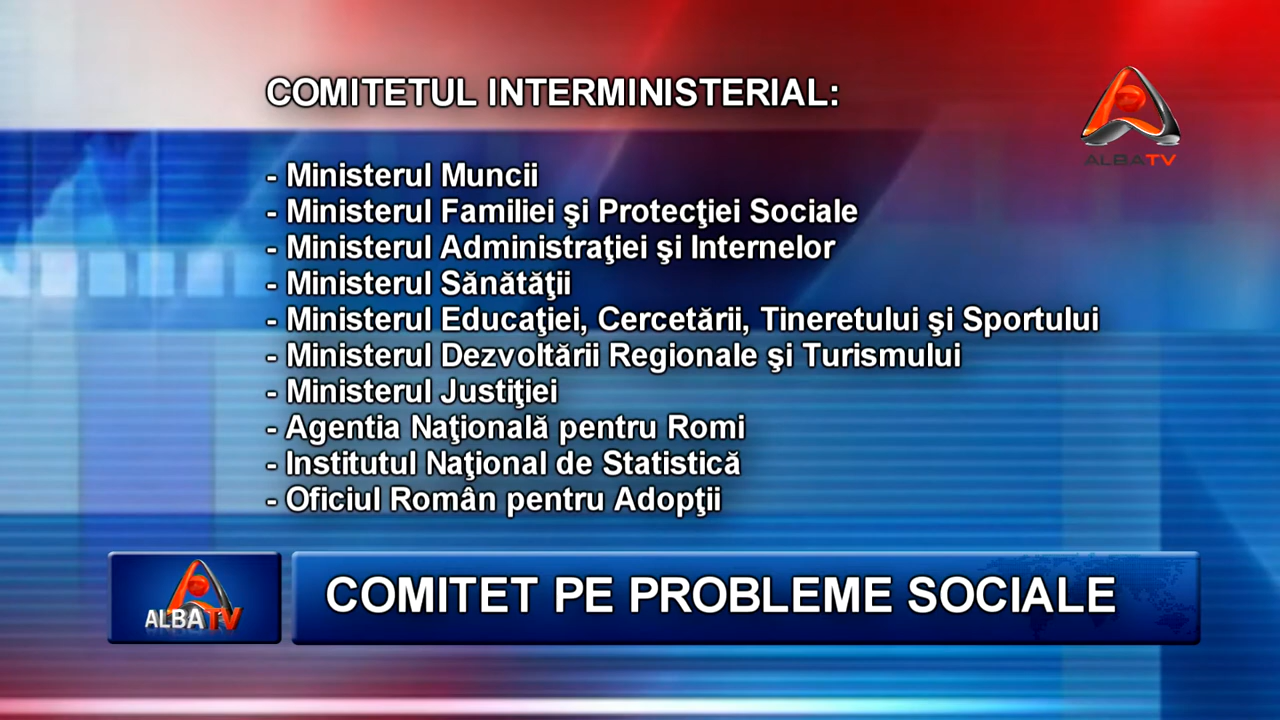 COMITETUL INTERMINISTERIAL:
ALBATV
- Ministerul Muncii
- Ministerul Familiei şi Protecţiei Sociale
- Ministerul Administraţiei şi Internelor
- Ministerul Sănătăţii
- Ministerul Educaţiei, Cercetării, Tineretului şi Sportului
- Ministerul Dezvoltării Regionale şi Turismului
- Ministerul Justiţiei
- Agentia Naţională pentru Romi
- Institutul Naţional de Statistică
- Oficiul Român pentru Adopţii
ALBATV
COMITET PE PROBLEME SOCIALE